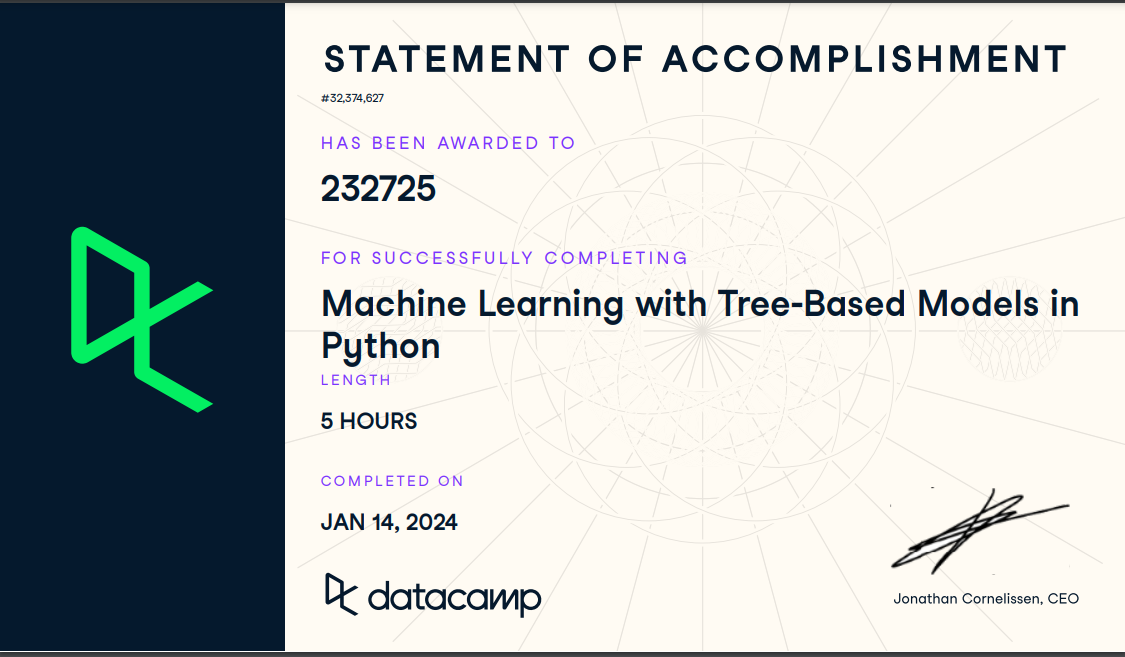 STATEMENT OF ACCOMPLISHMENT
#32,374,627
HAS BEEN AWARDED TO
232725
FOR SUCCESSFULLY COMPLETING
Machine Learning with Tree-Based Models in
Python
LENGTH
5 HOURS
COMPLETED ON
JAN 14, 2024
datacamp
Jonathan Cornelissen, CEO